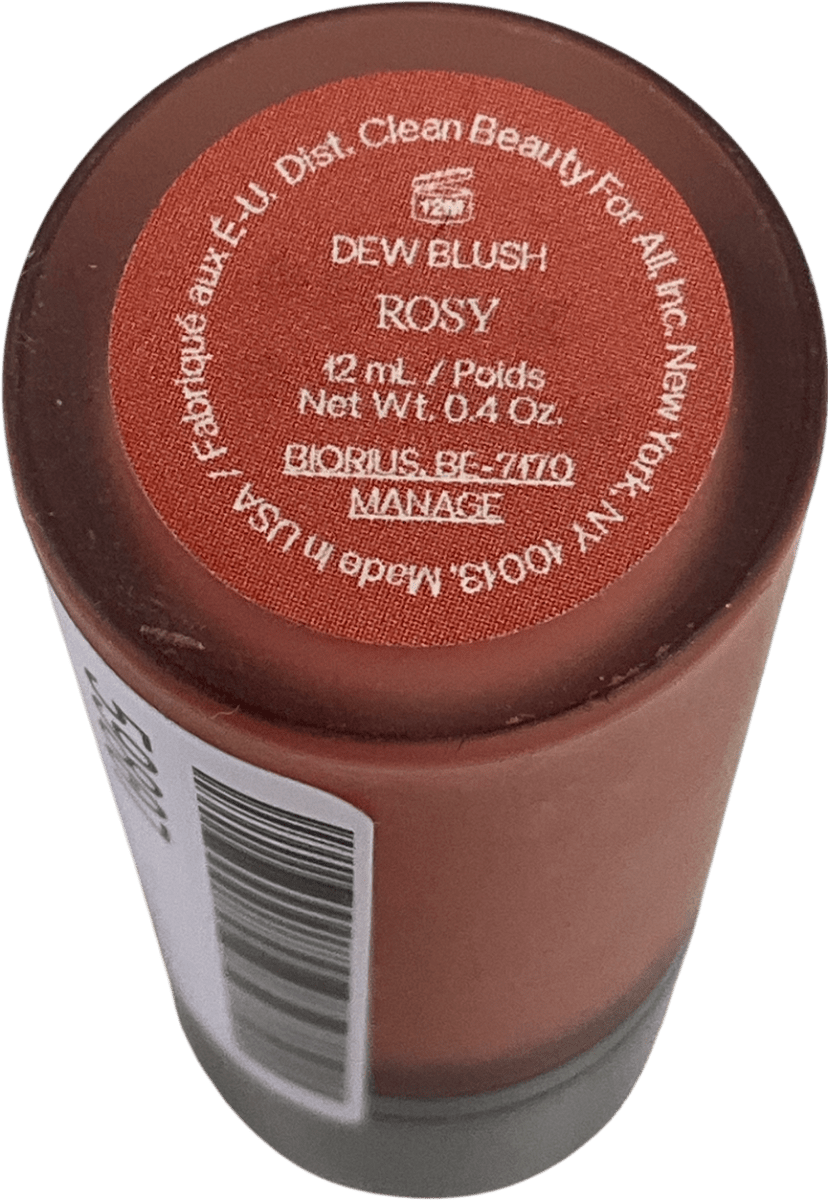 Dist. Clean Beauty For All, Inc. New York, NY 10013. Made In USA / Fabriqué aux É-U.
12M
DEW BLUSH
ROSY
12 mL / Poids
Net Wt. 0.4 Oz.
BIORIUS. BE-7170
MANAGE